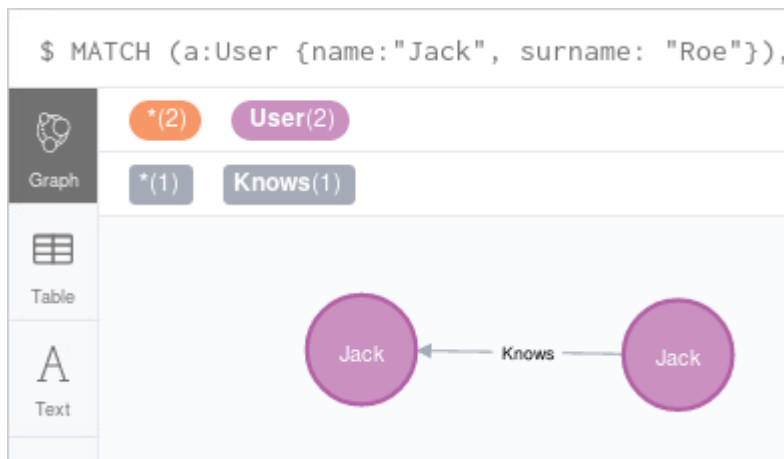 $ MATCH (a:User {name:"Jack", surname: "Roe"}),
*(2) User(2)
Graph
*(1) Knows(1)
Table
Text
Jack Knows Jack